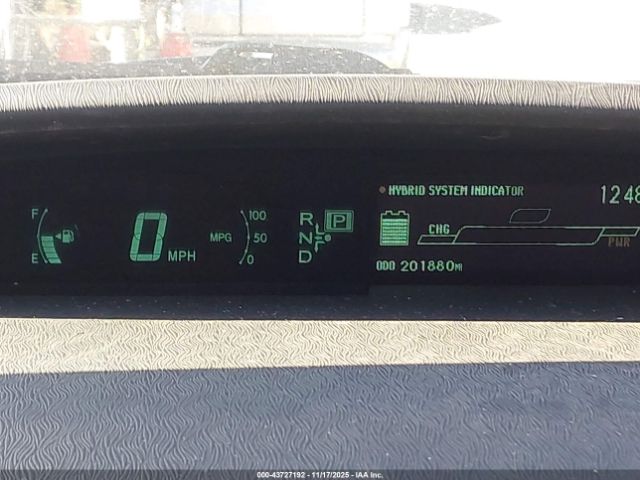 HYBRID SYSTEM INDICATOR
1248
F
E
0 MPH
MPG
100
50
0
R
N
D
P
F
CHG
PWR
ODO 201880MI
000-43727192 - 11/17/2025 - IAA Inc.